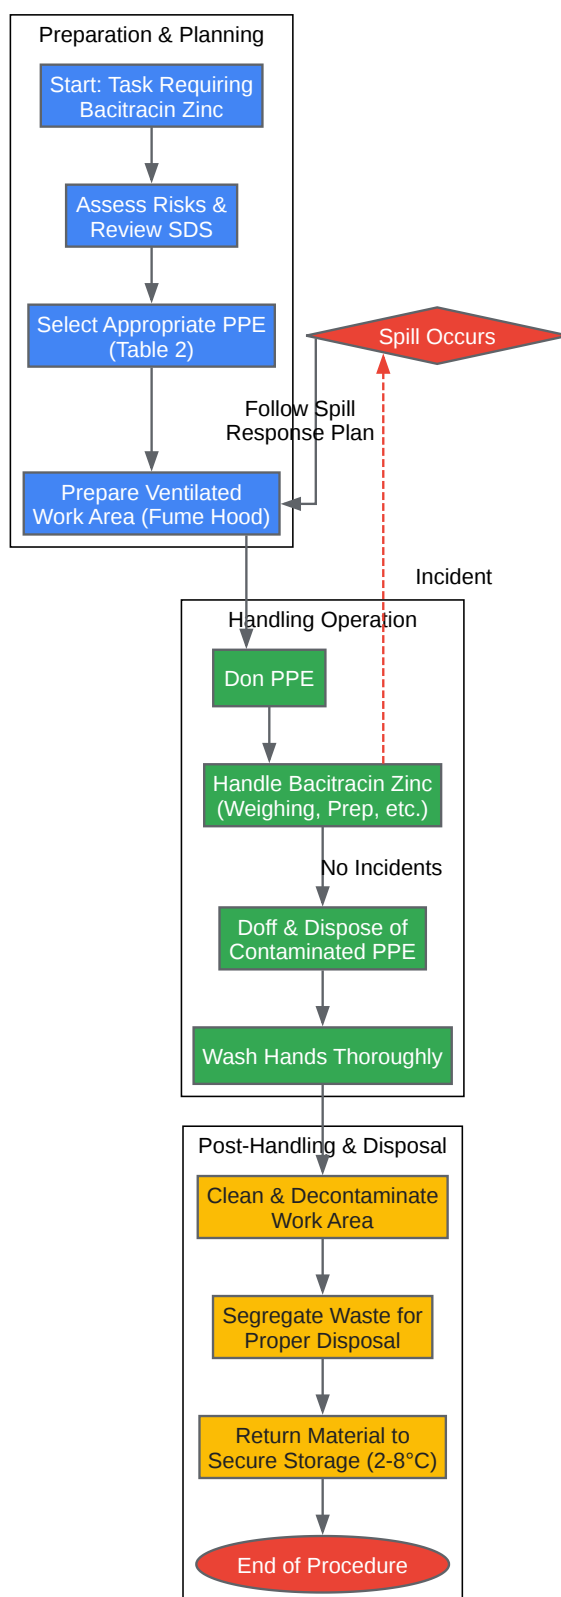 Preparation & Planning
Start: Task Requiring
Bacitracin Zinc
Assess Risks &
Review SDS
Select Appropriate PPE
(Table 2)
Spill Occurs
Follow Spill
Response Plan
Prepare Ventilated
Work Area (Fume Hood)
Incident
Handling Operation
Don PPE
Handle Bacitracin Zinc
(Weighing, Prep, etc.)
No Incidents
Doff & Dispose of
Contaminated PPE
Wash Hands Thoroughly
Post-Handling & Disposal
Clean & Decontaminate
Work Area
Segregate Waste for
Proper Disposal
Return Material to
Secure Storage (2-8°C)
End of Procedure